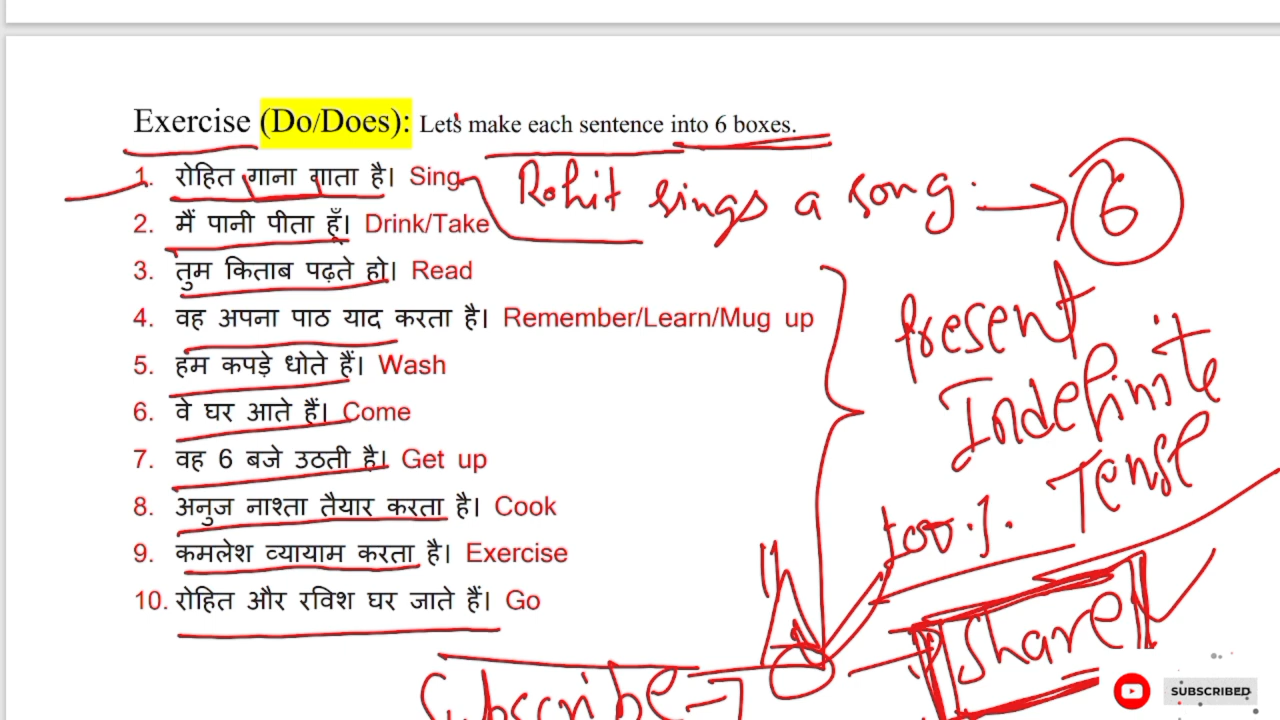 Exercise (Do/Does): Let's make each sentence into 6 boxes.
1. रोहित गाना गाता है। Sing
Rohit sings a song. → 6
2. मैं पानी पीता हूँ। Drink/Take
3. तुम किताब पढ़ते हो। Read
4. वह अपना पाठ याद करता है। Remember/Learn/Mug up
5. हम कपड़े धोते हैं। Wash
6. वे घर आते हैं। Come
7. वह 6 बजे उठती है। Get up
8. अनुज नाश्ता तैयार करता है। Cook
9. कमलेश व्यायाम करता है। Exercise
10. रोहित और रविश घर जाते हैं। Go
Present
Indefinite
Tense
Share
Subscribe
SUBSCRIBED